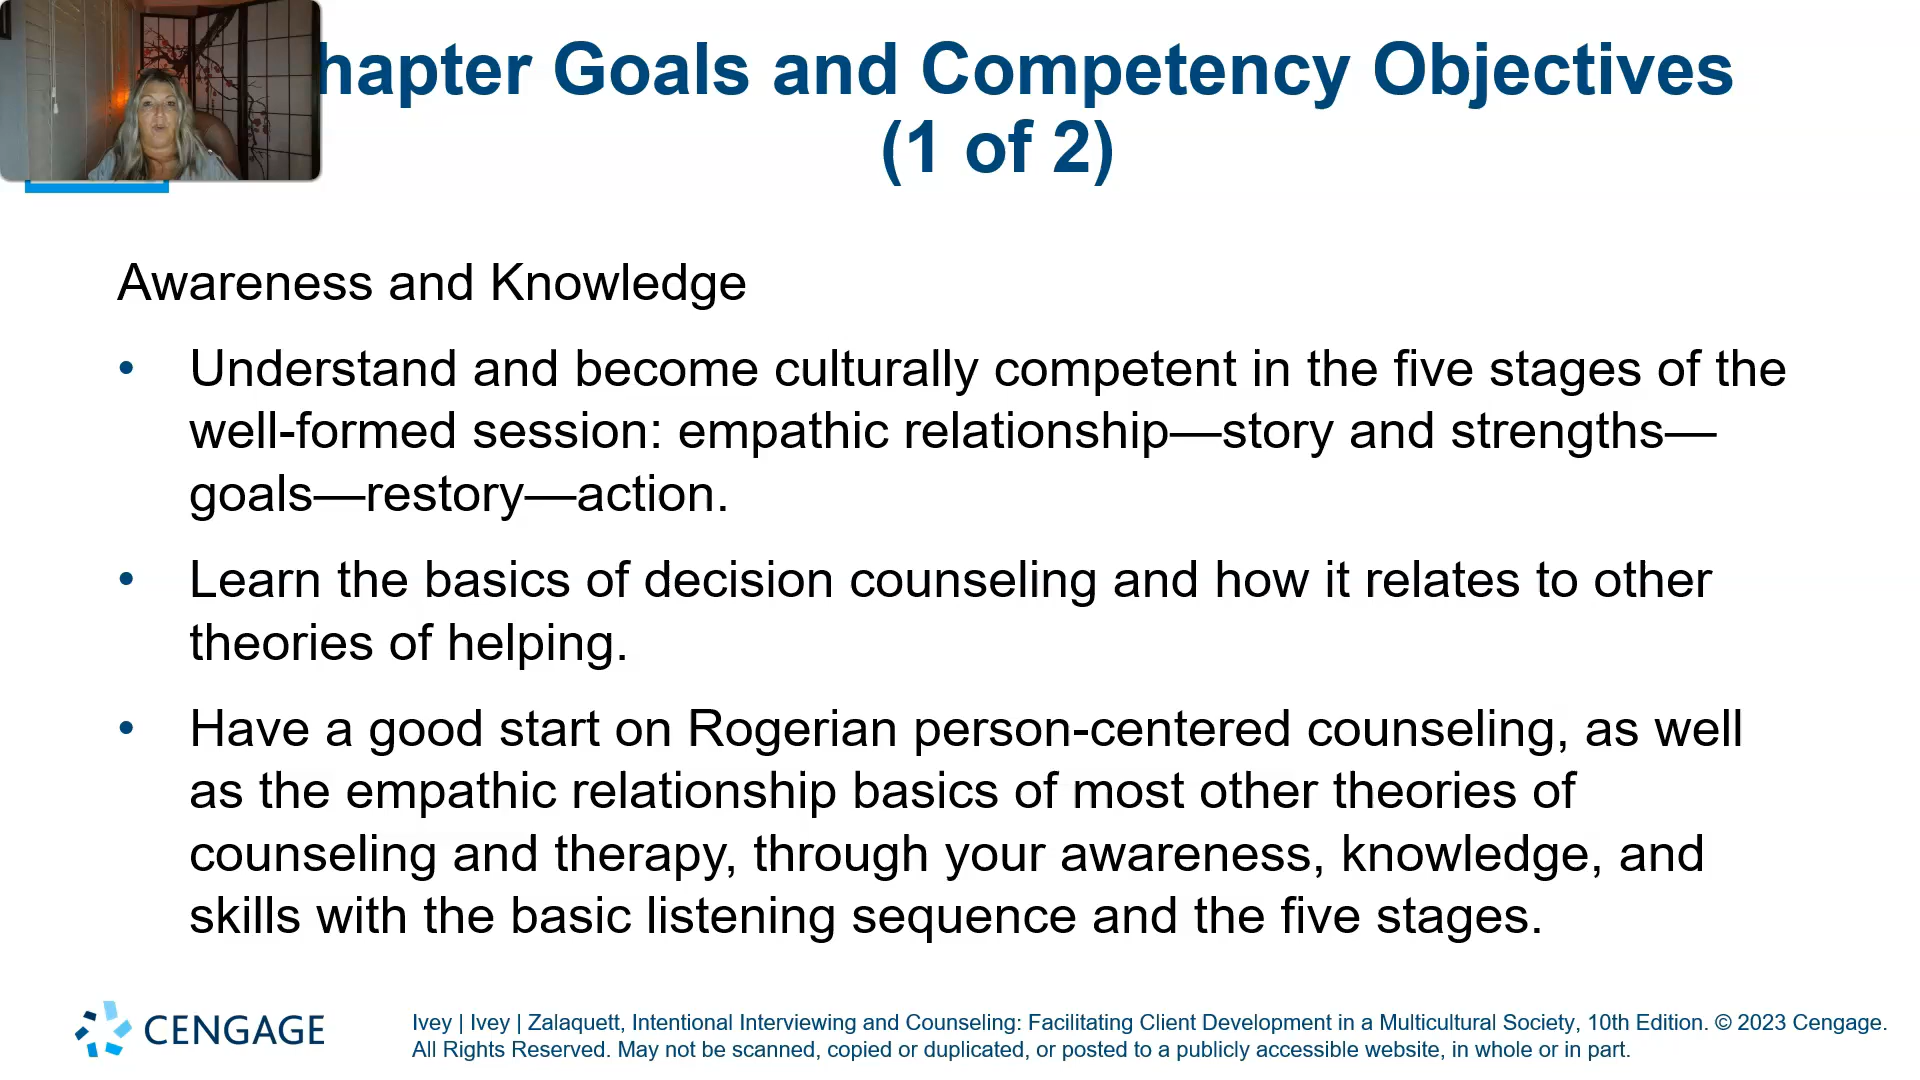 hapter Goals and Competency Objectives
(1 of 2)
Awareness and Knowledge
• Understand and become culturally competent in the five stages of the
well-formed session: empathic relationship—story and strengths—
goals—restory—action.
• Learn the basics of decision counseling and how it relates to other
theories of helping.
• Have a good start on Rogerian person-centered counseling, as well
as the empathic relationship basics of most other theories of
counseling and therapy, through your awareness, knowledge, and
skills with the basic listening sequence and the five stages.
CENGAGE
Ivey | Ivey | Zalaquett, Intentional Interviewing and Counseling: Facilitating Client Development in a Multicultural Society, 10th Edition. © 2023 Cengage.
All Rights Reserved. May not be scanned, copied or duplicated, or posted to a publicly accessible website, in whole or in part.